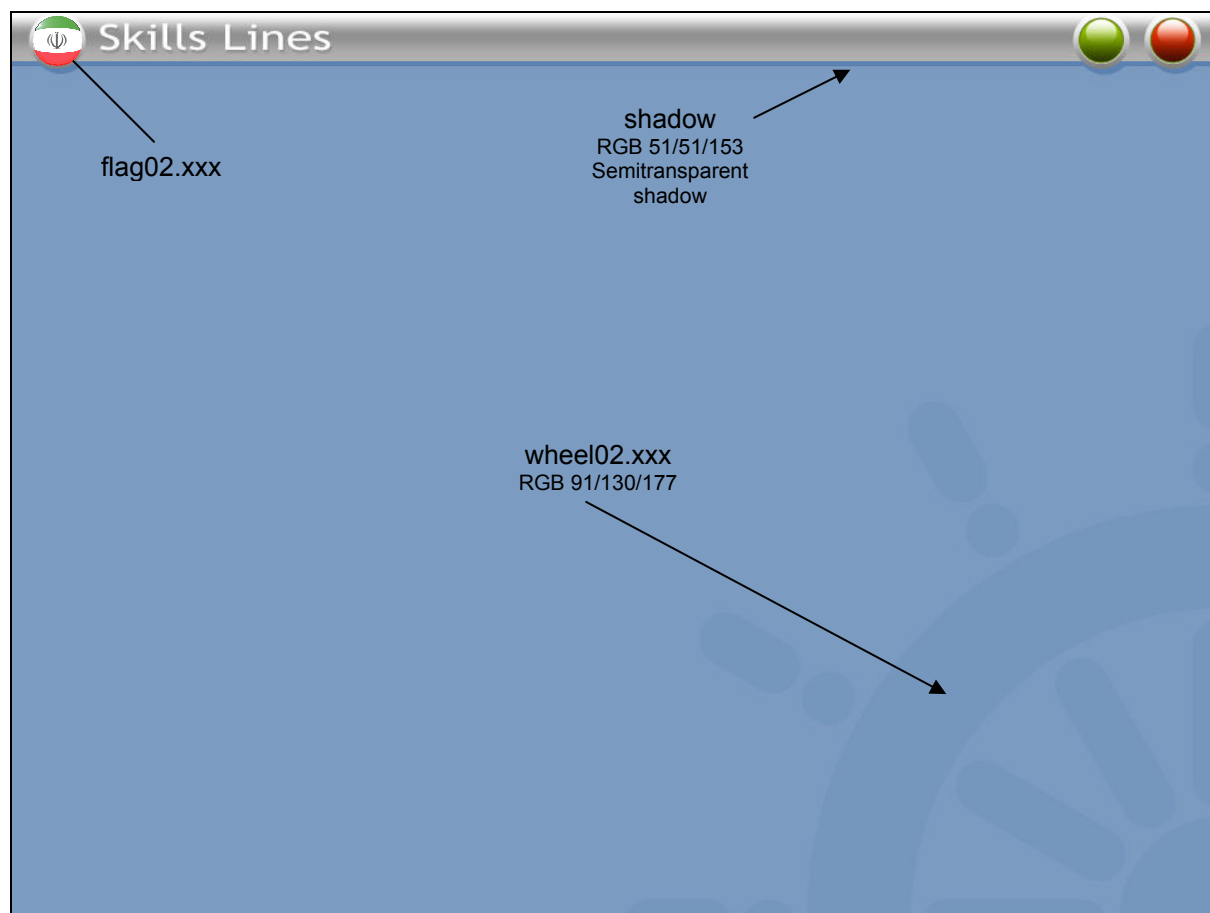 Skills Lines
shadow
RGB 51/51/153
Semitransparent
shadow
flag02.xxx
wheel02.xxx
RGB 91/130/177